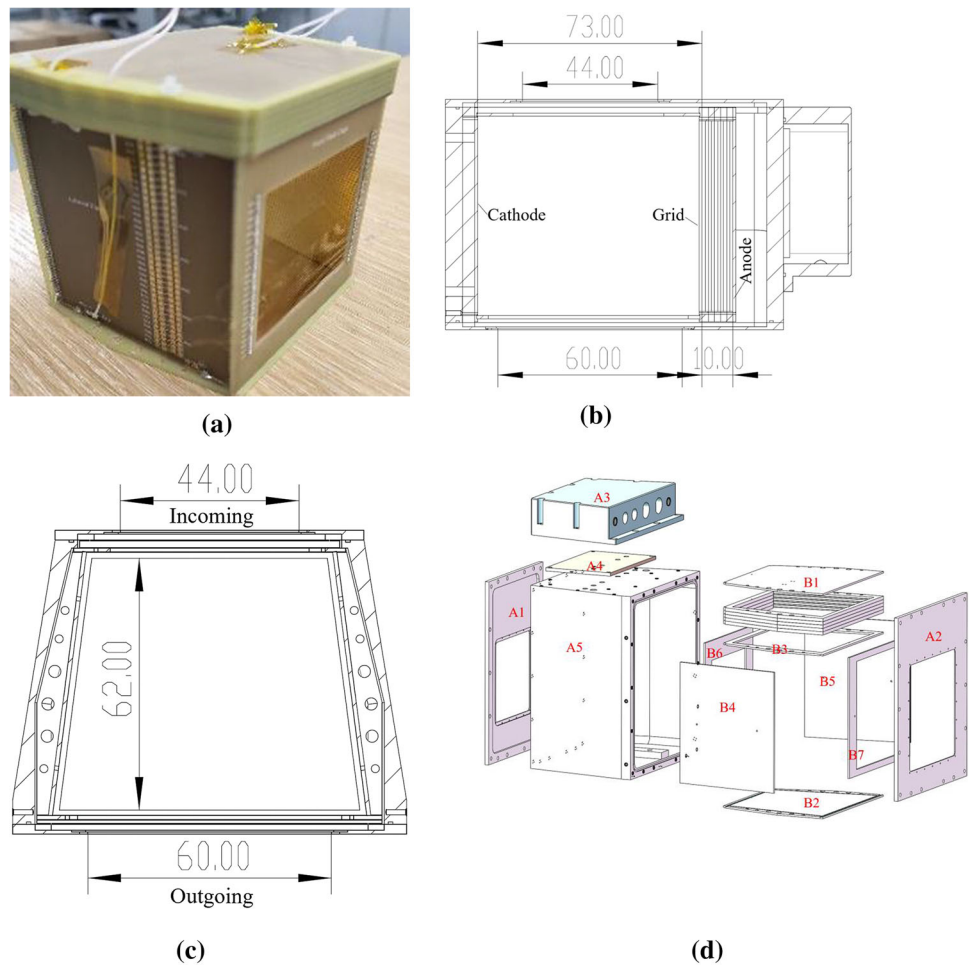 (a)
73.00
44.00
Cathode
Grid
Anode
60.00
10.00
(b)
44.00
Incoming
62.00
60.00
Outgoing
(c)
A3
A4
A1
A5
B1
B3
B6
B5
A2
B4
B7
B2
(d)